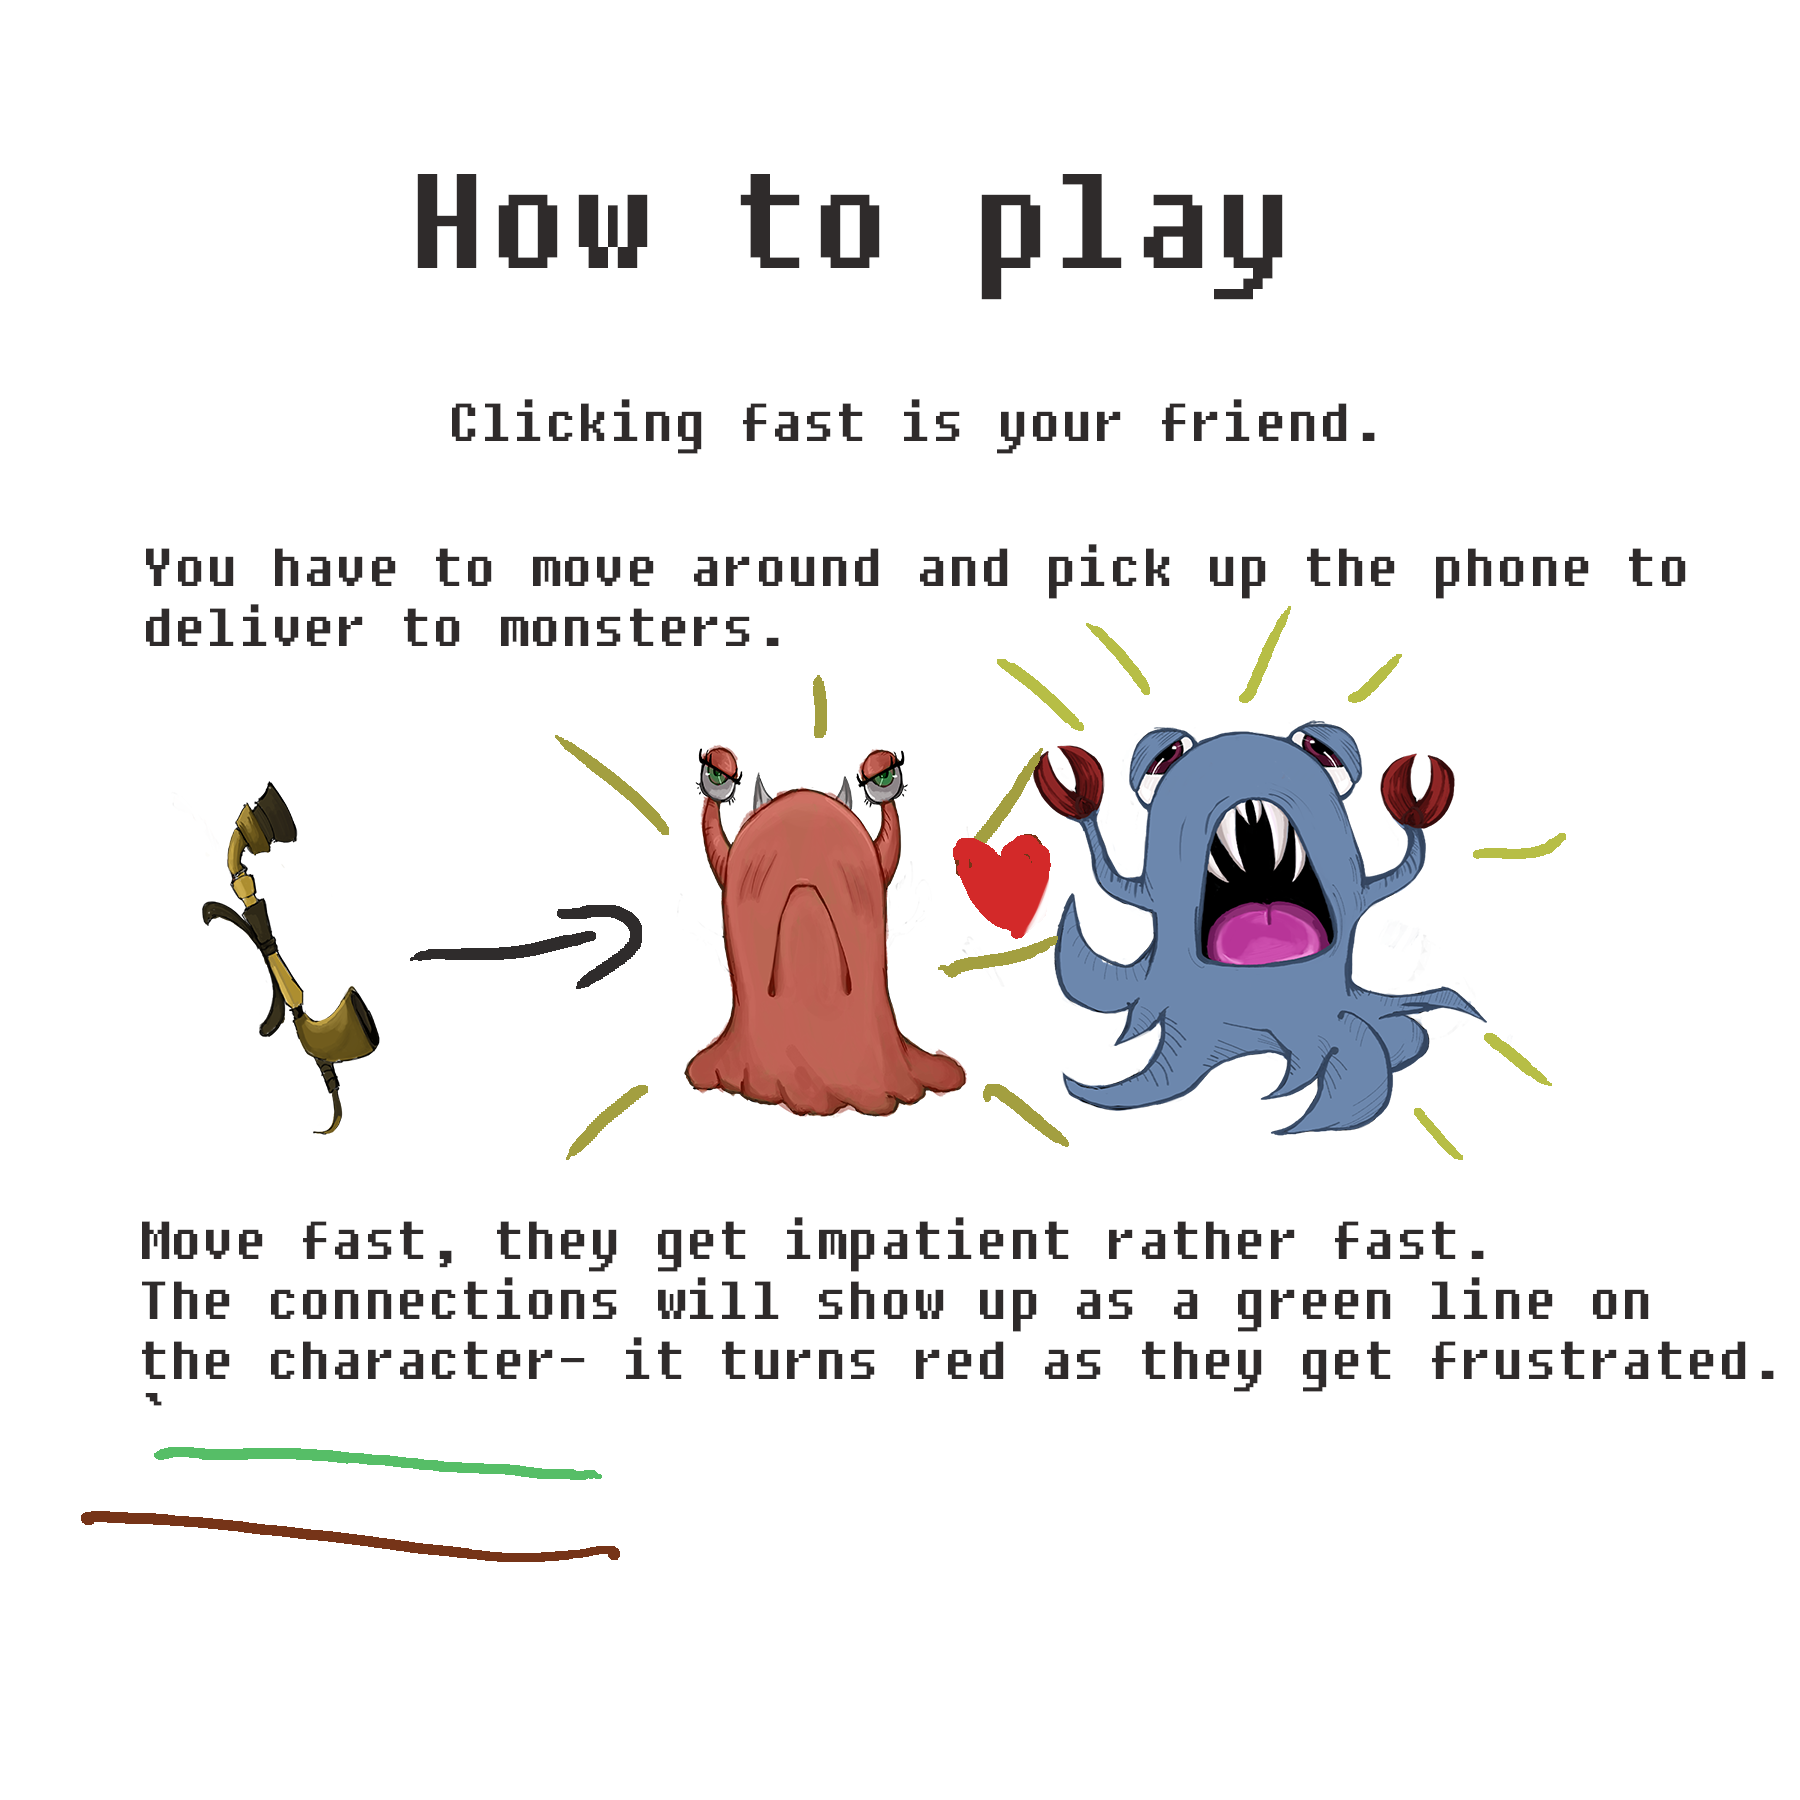 How to play
Clicking fast is your friend.
You have to move around and pick up the phone to
deliver to monsters.
Move fast, they get impatient rather fast.
The connections will show up as a green line on
the character- it turns red as they get frustrated.
`